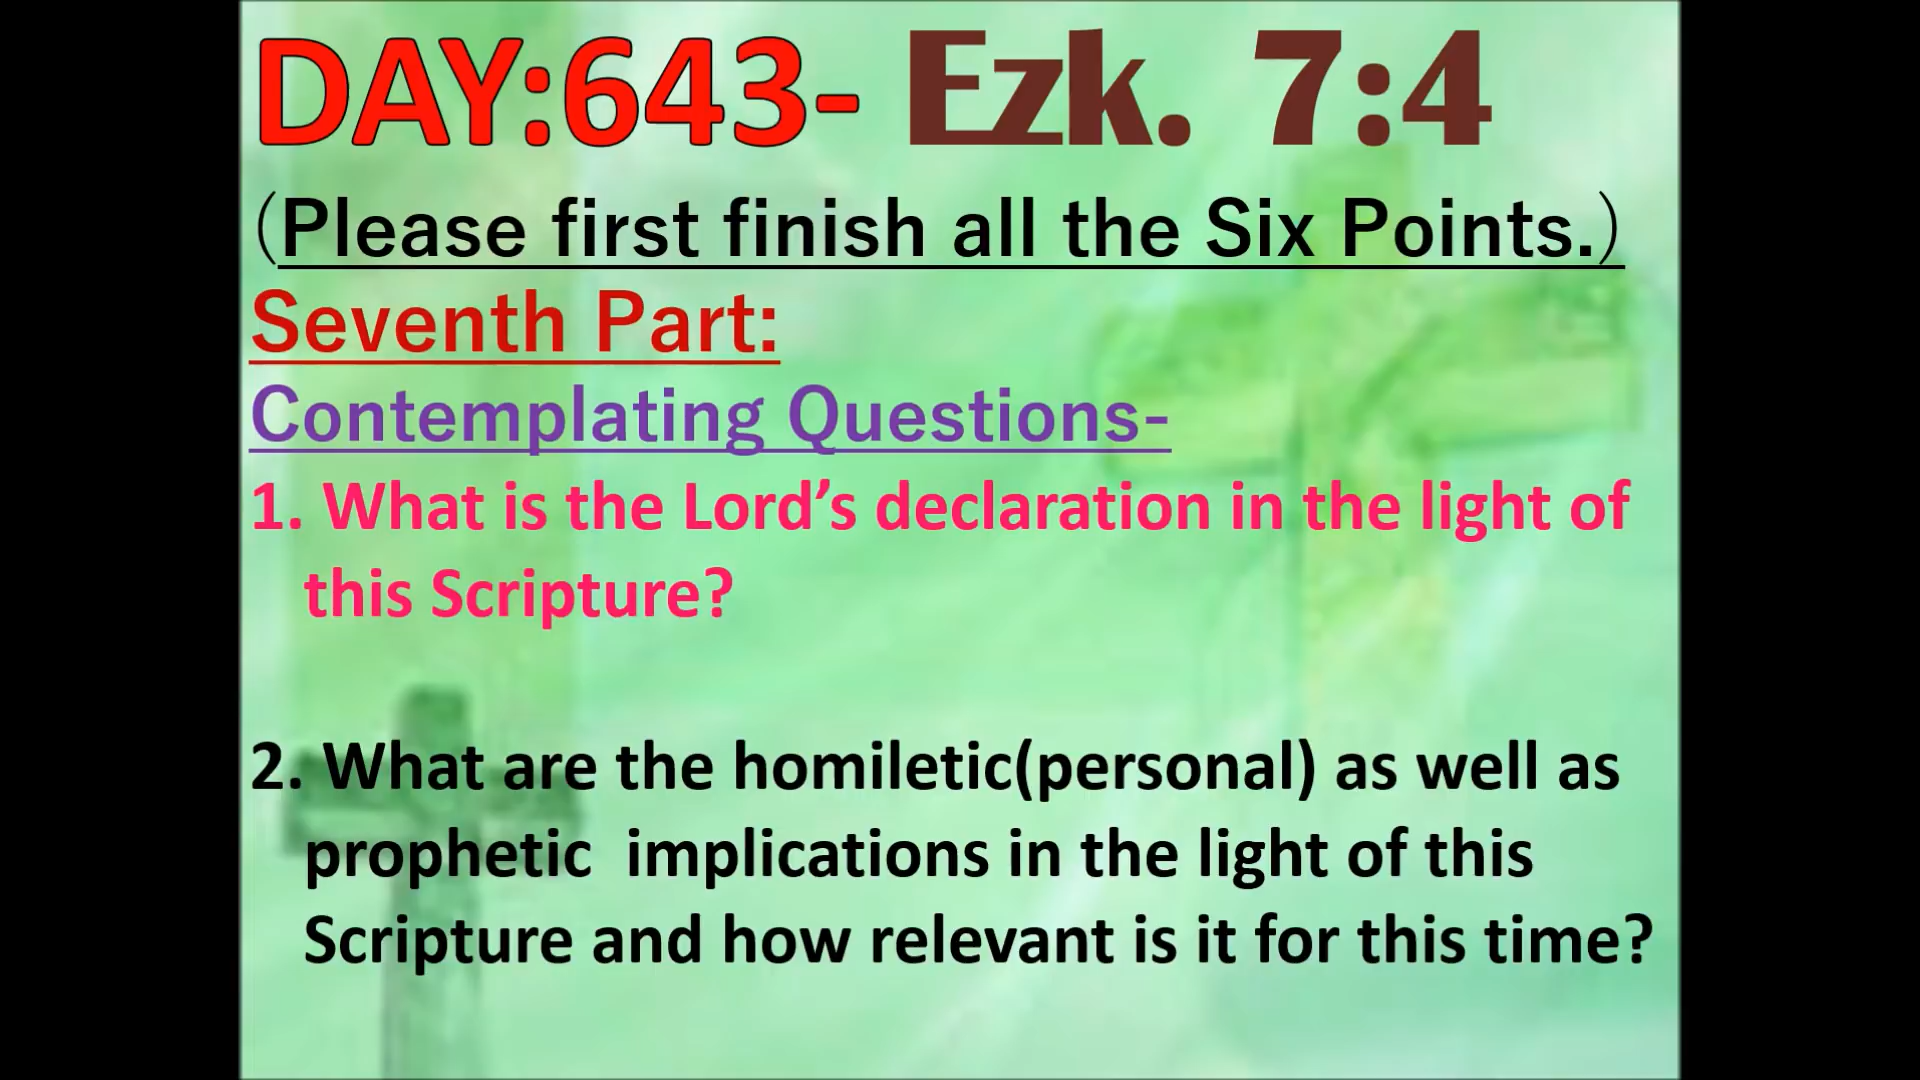 DAY:643- Ezk. 7:4
(Please first finish all the Six Points.)
Seventh Part:
Contemplating Questions-
1. What is the Lord’s declaration in the light of
this Scripture?
2. What are the homiletic(personal) as well as
prophetic  implications in the light of this
Scripture and how relevant is it for this time?